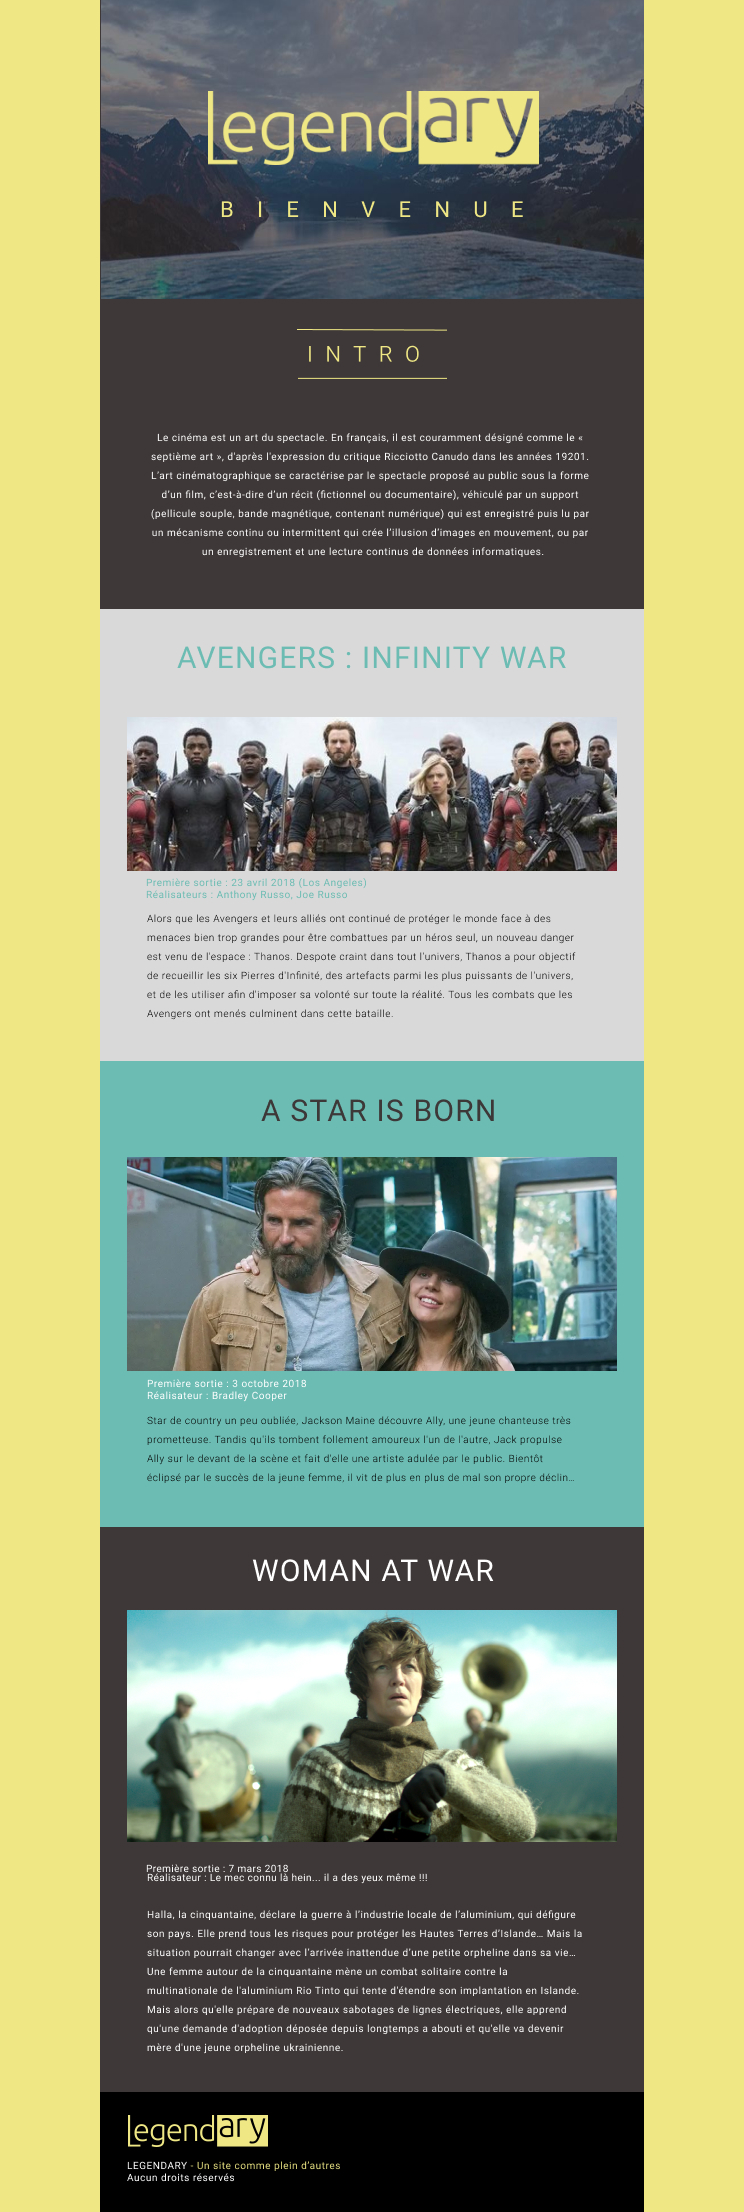 legendary
BIENVENUE
INTRO
Le cinéma est un art du spectacle. En français, il est couramment désigné comme le «
septième art », d'après l'expression du critique Ricciotto Canudo dans les années 19201.
L'art cinématographique se caractérise par le spectacle proposé au public sous la forme
d'un film, c'est-à-dire d'un récit (fictionnel ou documentaire), véhiculé par un support
(pellicule souple, bande magnétique, contenant numérique) qui est enregistré puis lu par
un mécanisme continu ou intermittent qui crée l'illusion d'images en mouvement, ou par
un enregistrement et une lecture continus de données informatiques.
AVENGERS : INFINITY WAR
Première sortie : 23 avril 2018 (Los Angeles)
Réalisateurs : Anthony Russo, Joe Russo
Alors que les Avengers et leurs alliés ont continué de protéger le monde face à des
menaces bien trop grandes pour être combattues par un héros seul, un nouveau danger
est venu de l'espace : Thanos. Despote craint dans tout l'univers, Thanos a pour objectif
de recueillir les six Pierres d'Infinité, des artefacts parmi les plus puissants de l'univers,
et de les utiliser afin d'imposer sa volonté sur toute la réalité. Tous les combats que les
Avengers ont menés culminent dans cette bataille.
A STAR IS BORN
Première sortie : 3 octobre 2018
Réalisateur : Bradley Cooper
Star de country un peu oubliée, Jackson Maine découvre Ally, une jeune chanteuse très
prometteuse. Tandis qu'ils tombent follement amoureux l'un de l'autre, Jack propulse
Ally sur le devant de la scène et fait d'elle une artiste adulée par le public. Bientôt
éclipsé par le succès de la jeune femme, il vit de plus en plus de mal son propre déclin…
WOMAN AT WAR
Première sortie : 7 mars 2018
Réalisateur : Le mec connu là hein... il a des yeux même !!!
Halla, la cinquantaine, déclare la guerre à l'industrie locale de l'aluminium, qui défigure
son pays. Elle prend tous les risques pour protéger les Hautes Terres d'Islande… Mais la
situation pourrait changer avec l'arrivée inattendue d'une petite orpheline dans sa vie…
Une femme autour de la cinquantaine mène un combat solitaire contre la
multinationale de l'aluminium Rio Tinto qui tente d'étendre son implantation en Islande.
Mais alors qu'elle prépare de nouveaux sabotages de lignes électriques, elle apprend
qu'une demande d'adoption déposée depuis longtemps a abouti et qu'elle va devenir
mère d'une jeune orpheline ukrainienne.
legendary
LEGENDARY - Un site comme plein d'autres
Aucun droits réservés